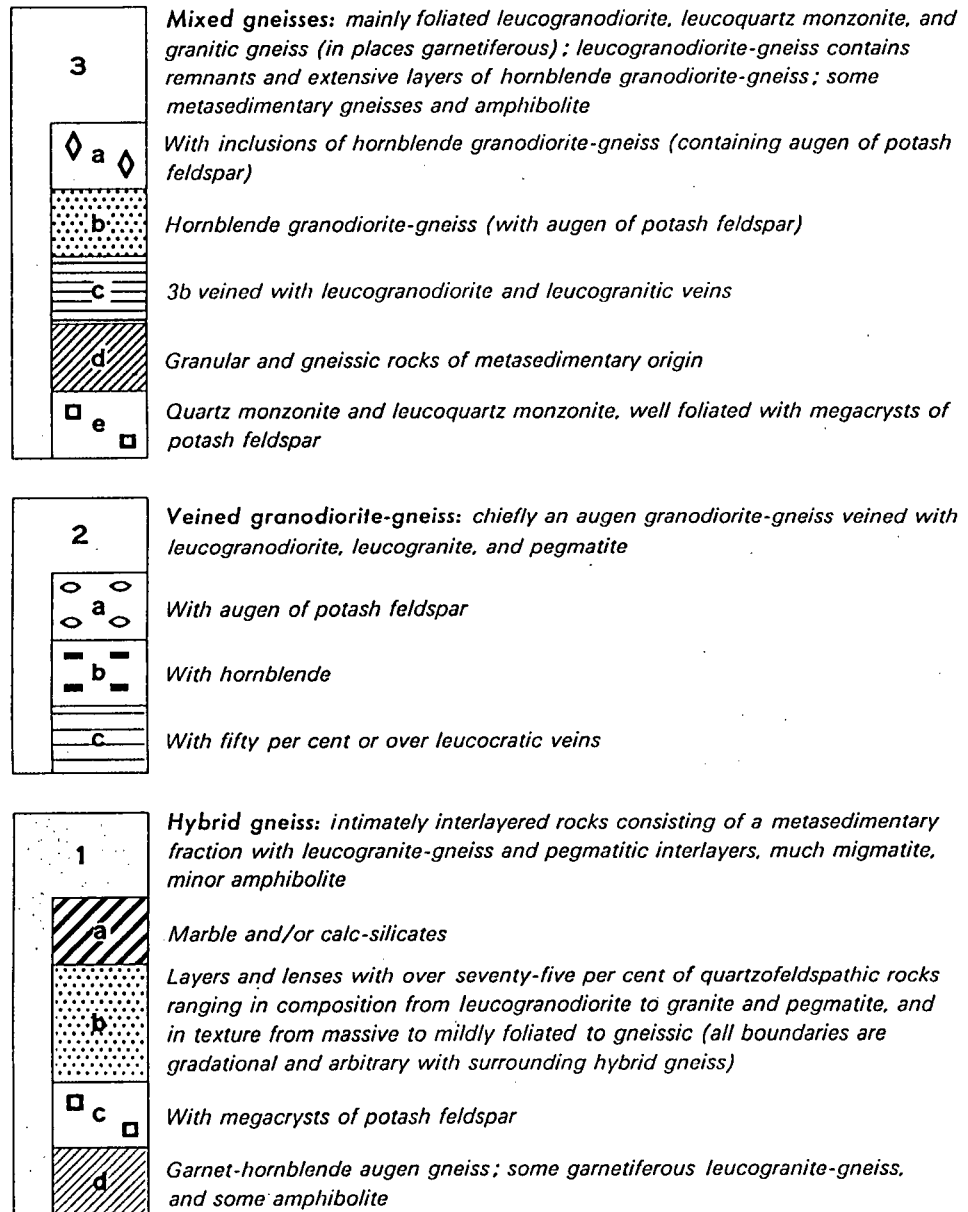 3
Mixed gneisses: mainly foliated leucogranodiorite, leucoquartz monzonite, and
granitic gneiss (in places garnetiferous) ; leucogranodiorite-gneiss contains
remnants and extensive layers of hornblende granodiorite-gneiss ; some
metasedimentary gneisses and amphibolite
a
With inclusions of hornblende granodiorite-gneiss (containing augen of potash
feldspar)
b
Hornblende granodiorite-gneiss (with augen of potash feldspar)
c
3b veined with leucogranodiorite and leucogranitic veins
d
Granular and gneissic rocks of metasedimentary origin
e
Quartz monzonite and leucoquartz monzonite, well foliated with megacrysts of
potash feldspar
2
Veined granodiorite-gneiss: chiefly an augen granodiorite-gneiss veined with
leucogranodiorite, leucogranite, and pegmatite
a
With augen of potash feldspar
b
With hornblende
c
With fifty per cent or over leucocratic veins
1
Hybrid gneiss: intimately interlayered rocks consisting of a metasedimentary
fraction with leucogranite-gneiss and pegmatitic interlayers, much migmatite,
minor amphibolite
a
Marble and/or calc-silicates
b
Layers and lenses with over seventy-five per cent of quartzofeldspathic rocks
ranging in composition from leucogranodiorite to granite and pegmatite, and
in texture from massive to mildly foliated to gneissic (all boundaries are
gradational and arbitrary with surrounding hybrid gneiss)
c
With megacrysts of potash feldspar
d
Garnet-hornblende augen gneiss ; some garnetiferous leucogranite-gneiss,
and some amphibolite